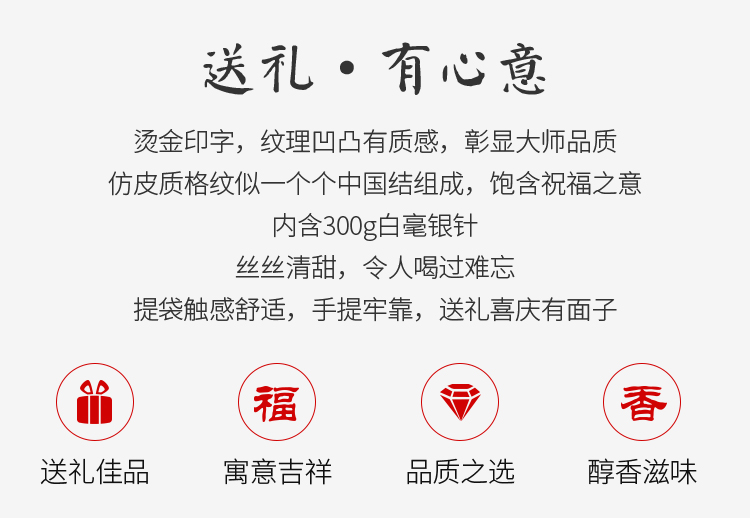 送礼·有心意
烫金印字，纹理凹凸有质感，彰显大师品质
仿皮质格纹似一个个中国结组成，饱含祝福之意
内含300g白毫银针
丝丝清甜，令人喝过难忘
提袋触感舒适，手提牢靠，送礼喜庆有面子
福
香
送礼佳品
寓意吉祥
品质之选
醇香滋味